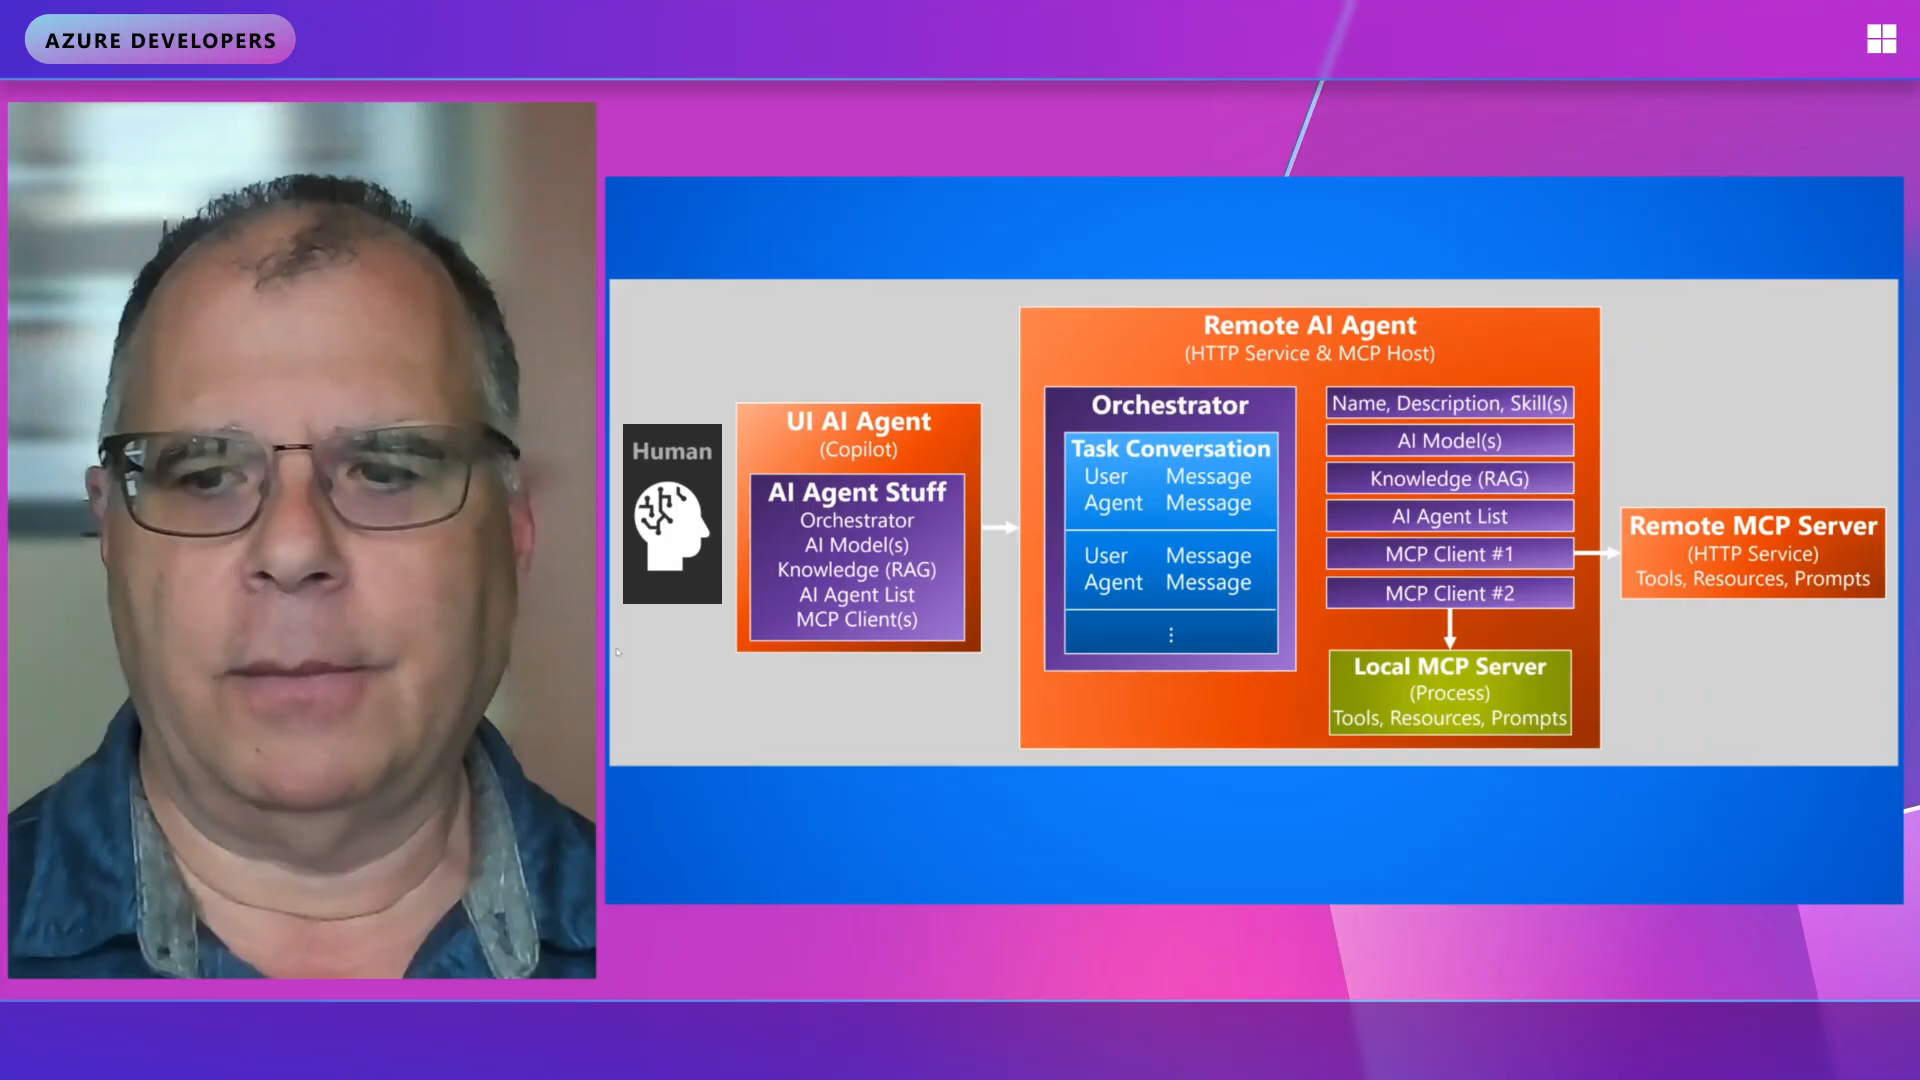 AZURE DEVELOPERS
Human
UI AI Agent
(Copilot)
AI Agent Stuff
Orchestrator
AI Model(s)
Knowledge (RAG)
AI Agent List
MCP Client(s)
Remote AI Agent
(HTTP Service & MCP Host)
Orchestrator
Task Conversation
User Message
Agent Message
User Message
Agent Message
⋮
Name, Description, Skill(s)
AI Model(s)
Knowledge (RAG)
AI Agent List
MCP Client #1
MCP Client #2
Local MCP Server
(Process)
Tools, Resources, Prompts
Remote MCP Server
(HTTP Service)
Tools, Resources, Prompts